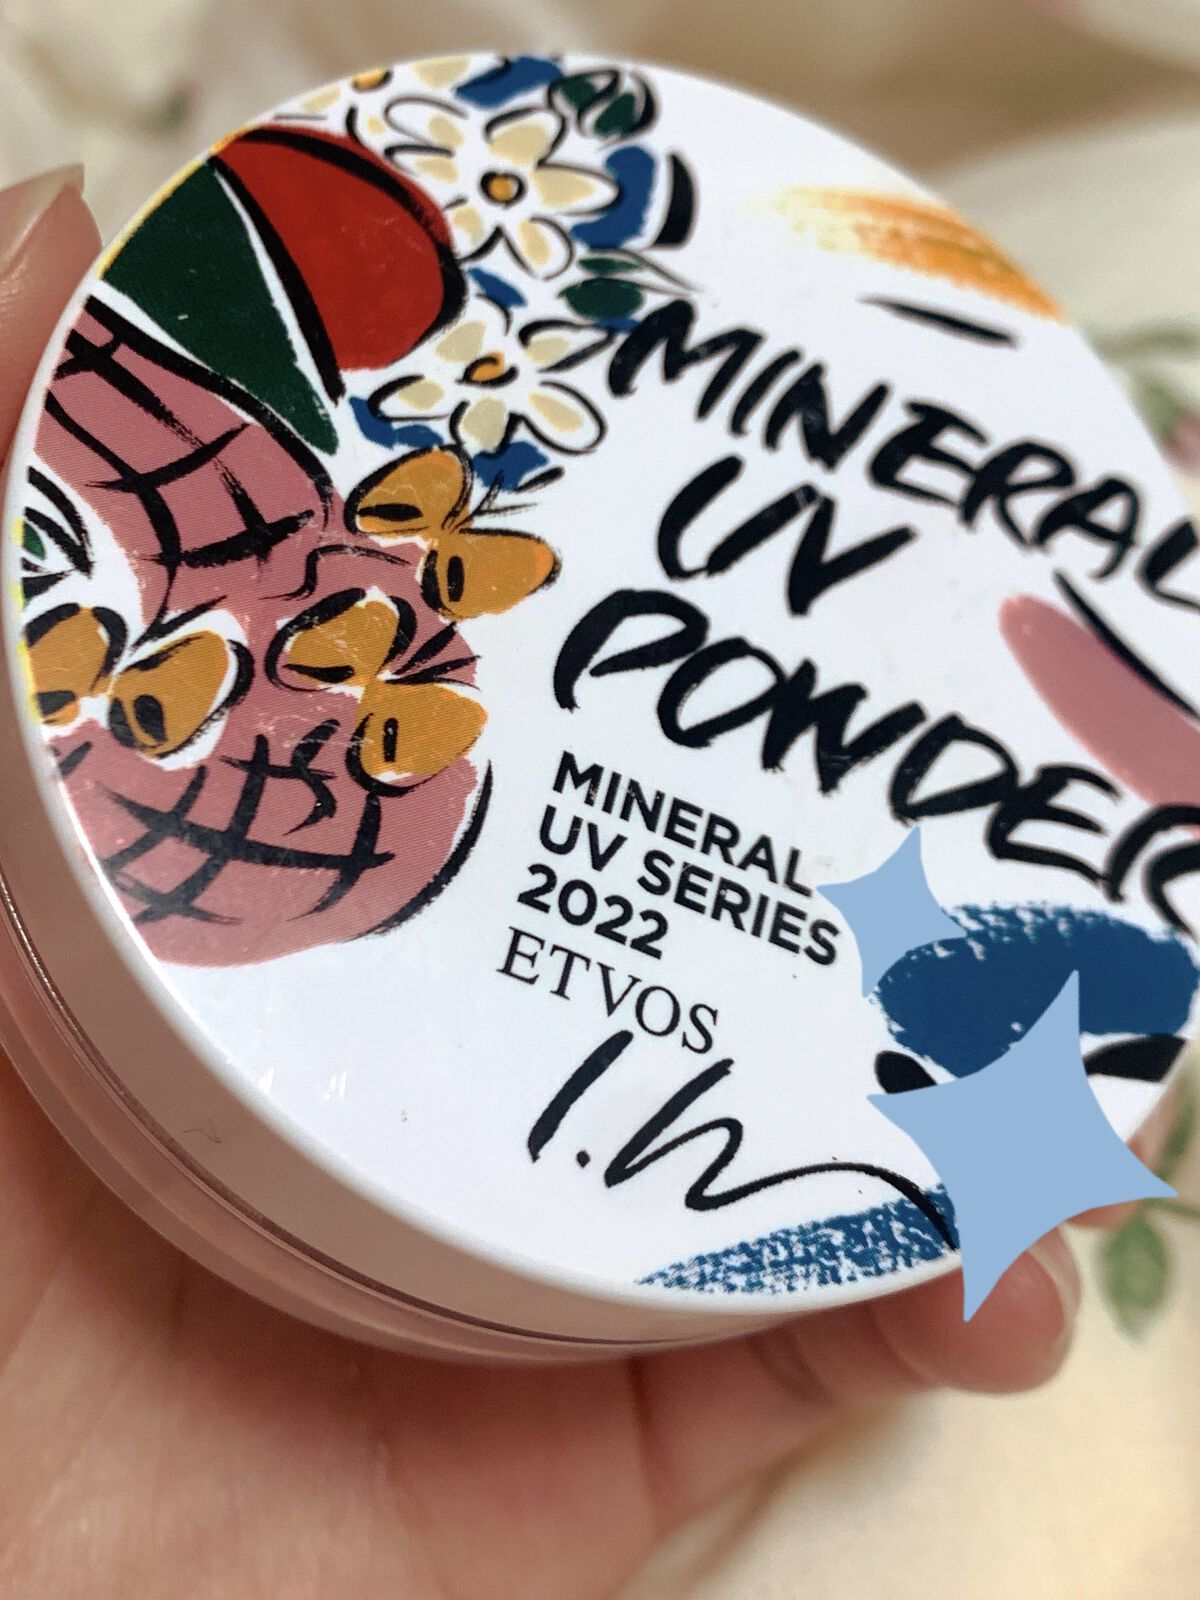 MINERAL
UV
POWDER
MINERAL
UV SERIES
2022
ETVOS